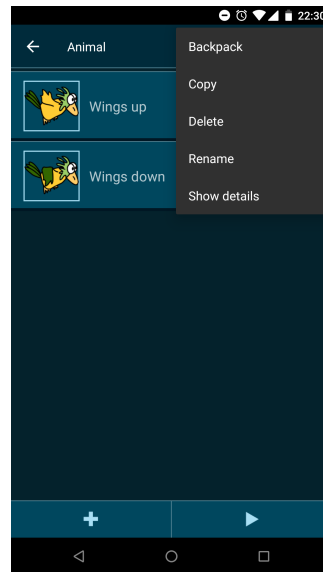 22:30
Animal
Backpack
Copy
Delete
Rename
Show details
Wings up
Wings down